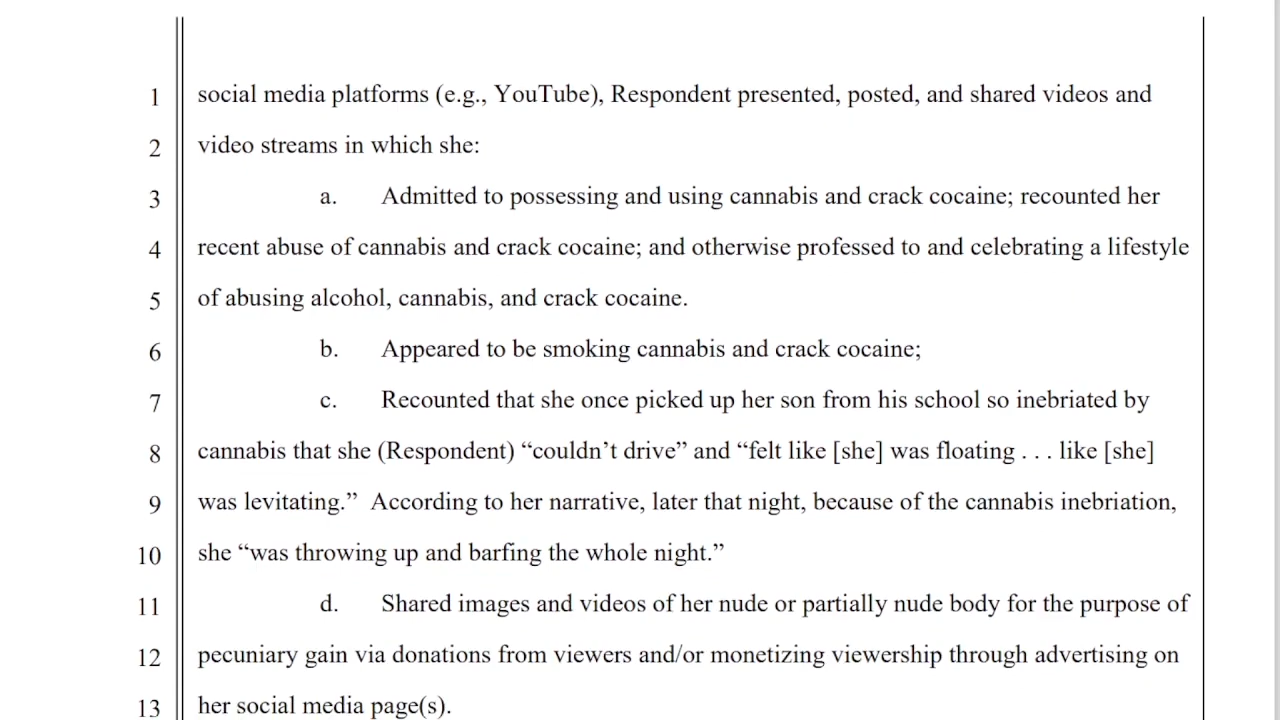 1 social media platforms (e.g., YouTube), Respondent presented, posted, and shared videos and
2 video streams in which she:
3 a. Admitted to possessing and using cannabis and crack cocaine; recounted her
4 recent abuse of cannabis and crack cocaine; and otherwise professed to and celebrating a lifestyle
5 of abusing alcohol, cannabis, and crack cocaine.
6 b. Appeared to be smoking cannabis and crack cocaine;
7 c. Recounted that she once picked up her son from his school so inebriated by
8 cannabis that she (Respondent) “couldn’t drive” and “felt like [she] was floating . . . like [she]
9 was levitating.” According to her narrative, later that night, because of the cannabis inebriation,
10 she “was throwing up and barfing the whole night.”
11 d. Shared images and videos of her nude or partially nude body for the purpose of
12 pecuniary gain via donations from viewers and/or monetizing viewership through advertising on
13 her social media page(s).